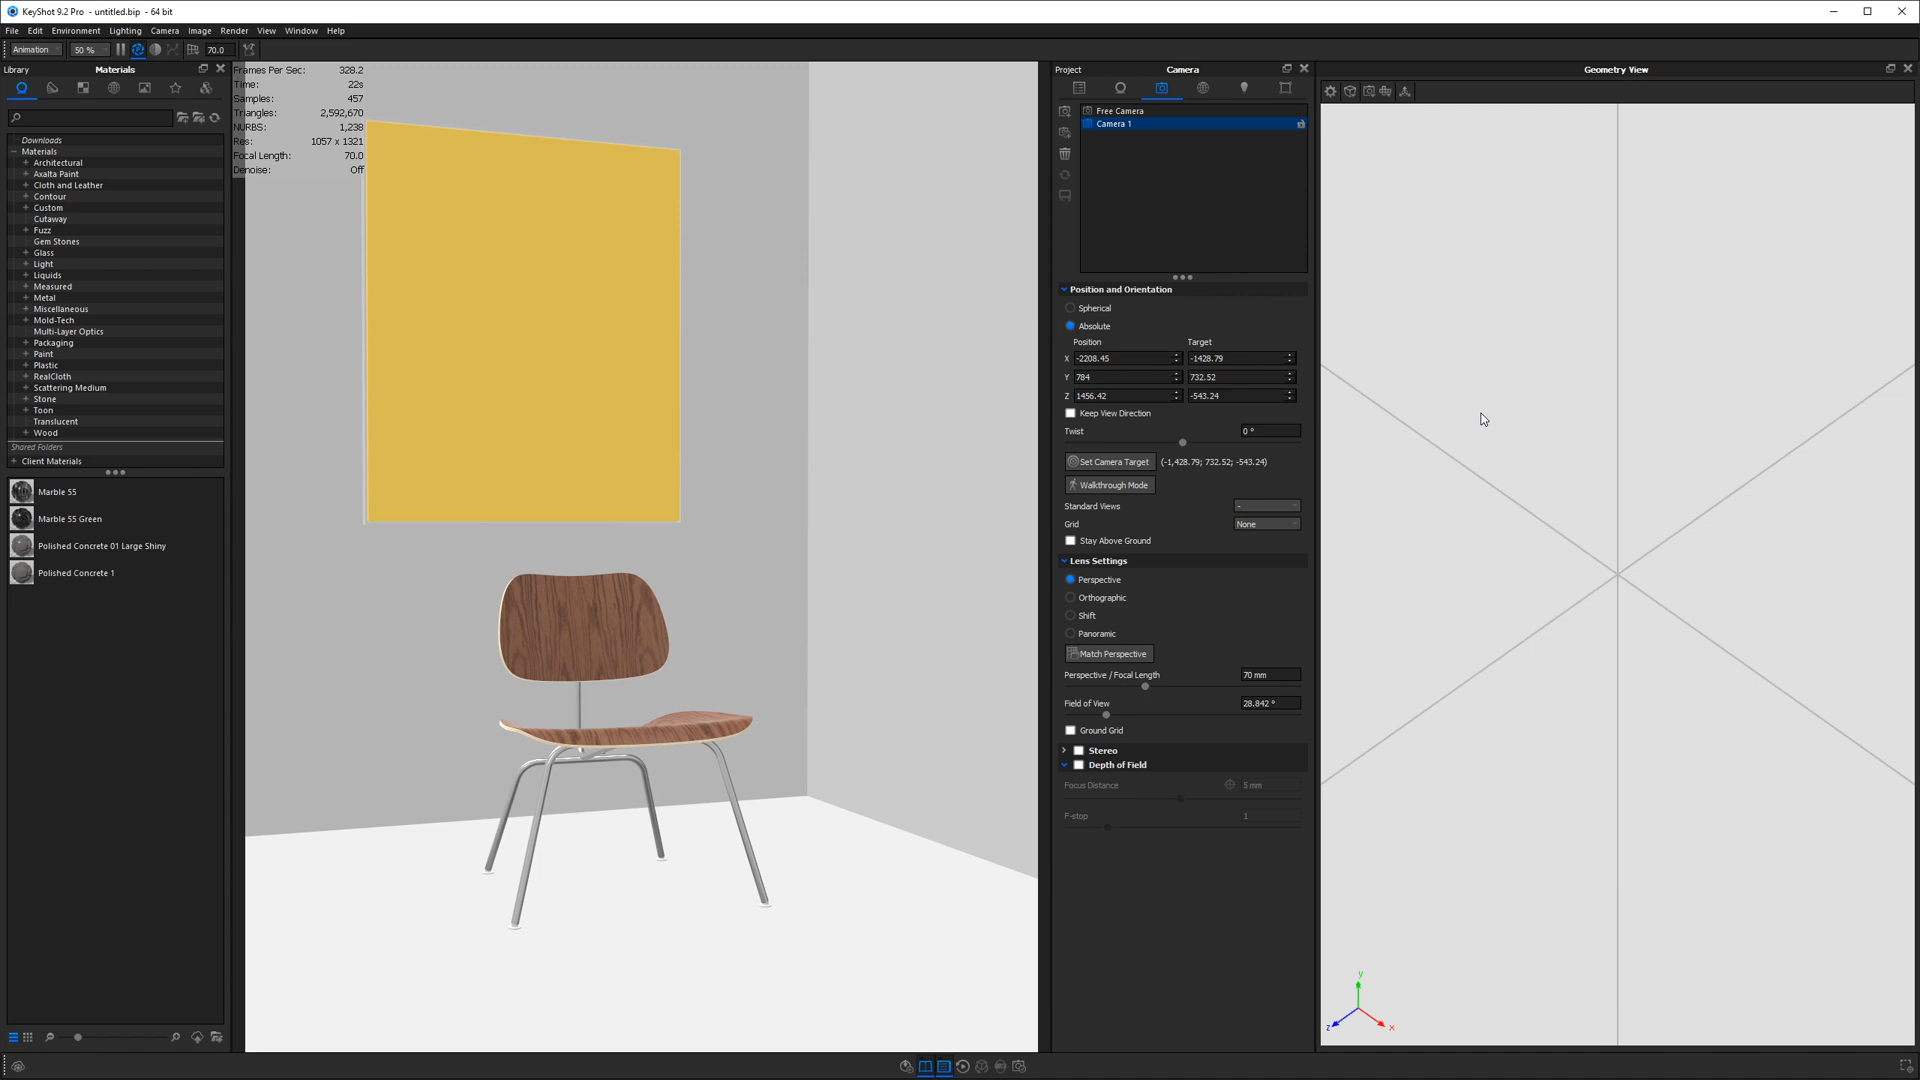 KeyShot 9.2 Pro - untitled.bip - 64 bit
File Edit Environment Lighting Camera Image Render View Window Help
Animation 50 % 70.0
Library Materials
Downloads
Materials
Architectural
Axalta Paint
Cloth and Leather
Contour
Custom
Cutaway
Fuzz
Gem Stones
Glass
Light
Liquids
Measured
Metal
Miscellaneous
Mold-Tech
Multi-Layer Optics
Packaging
Paint
Plastic
RealCloth
Scattering Medium
Stone
Toon
Translucent
Wood
Shared Folders
Client Materials
Marble 55
Marble 55 Green
Polished Concrete 01 Large Shiny
Polished Concrete 1
Frames Per Sec: 328.2
Time: 22s
Samples: 457
Triangles: 2,592,670
NURBS: 1,238
Res: 1057 x 1321
Focal Length: 70.0
Denoise: Off
Project Camera
Free Camera
Camera 1
Position and Orientation
Spherical
Absolute
Position Target
X -2208.45 -1428.79
Y 784 732.52
Z 1456.42 -543.24
Keep View Direction
Twist 0 °
Set Camera Target (-1,428.79; 732.52; -543.24)
Walkthrough Mode
Standard Views -
Grid None
Stay Above Ground
Lens Settings
Perspective
Orthographic
Shift
Panoramic
Match Perspective
Perspective / Focal Length 70 mm
Field of View 28.842 °
Ground Grid
Stereo
Depth of Field
Focus Distance 5 mm
F-stop 1
Geometry View
y
z x